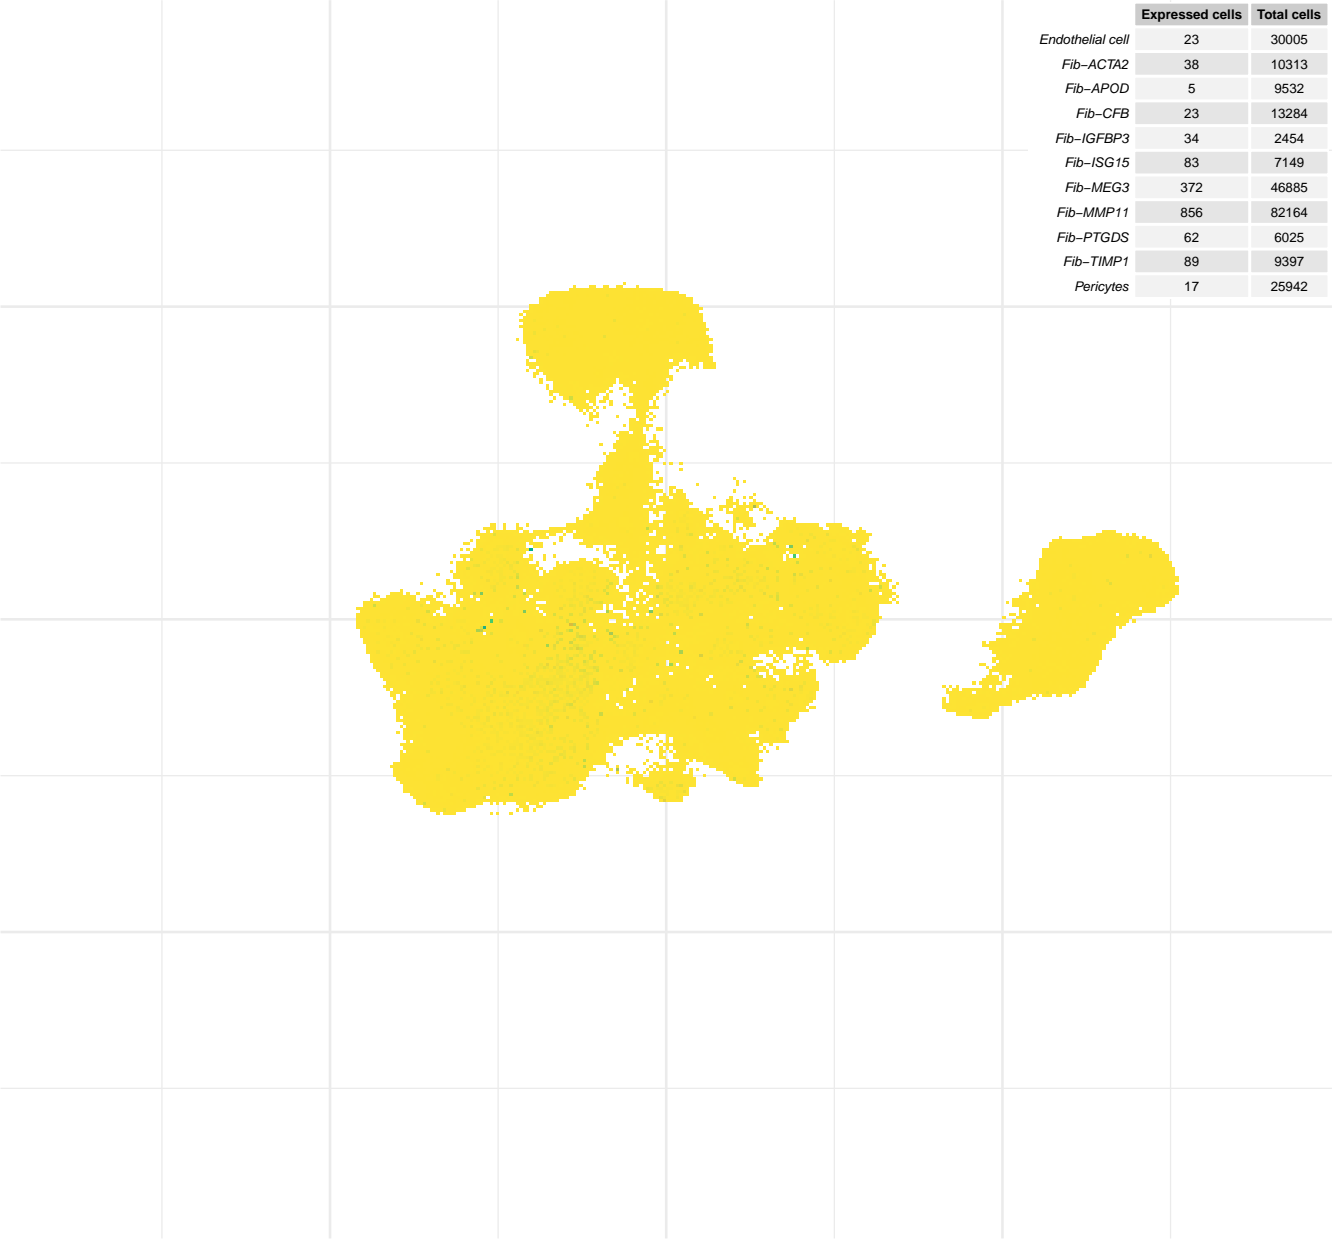 Expressed cells Total cells
Endothelial cell 23 30005
Fib−ACTA2 38 10313
Fib−APOD 5 9532
Fib−CFB 23 13284
Fib−IGFBP3 34 2454
Fib−ISG15 83 7149
Fib−MEG3 372 46885
Fib−MMP11 856 82164
Fib−PTGDS 62 6025
Fib−TIMP1 89 9397
Pericytes 17 25942